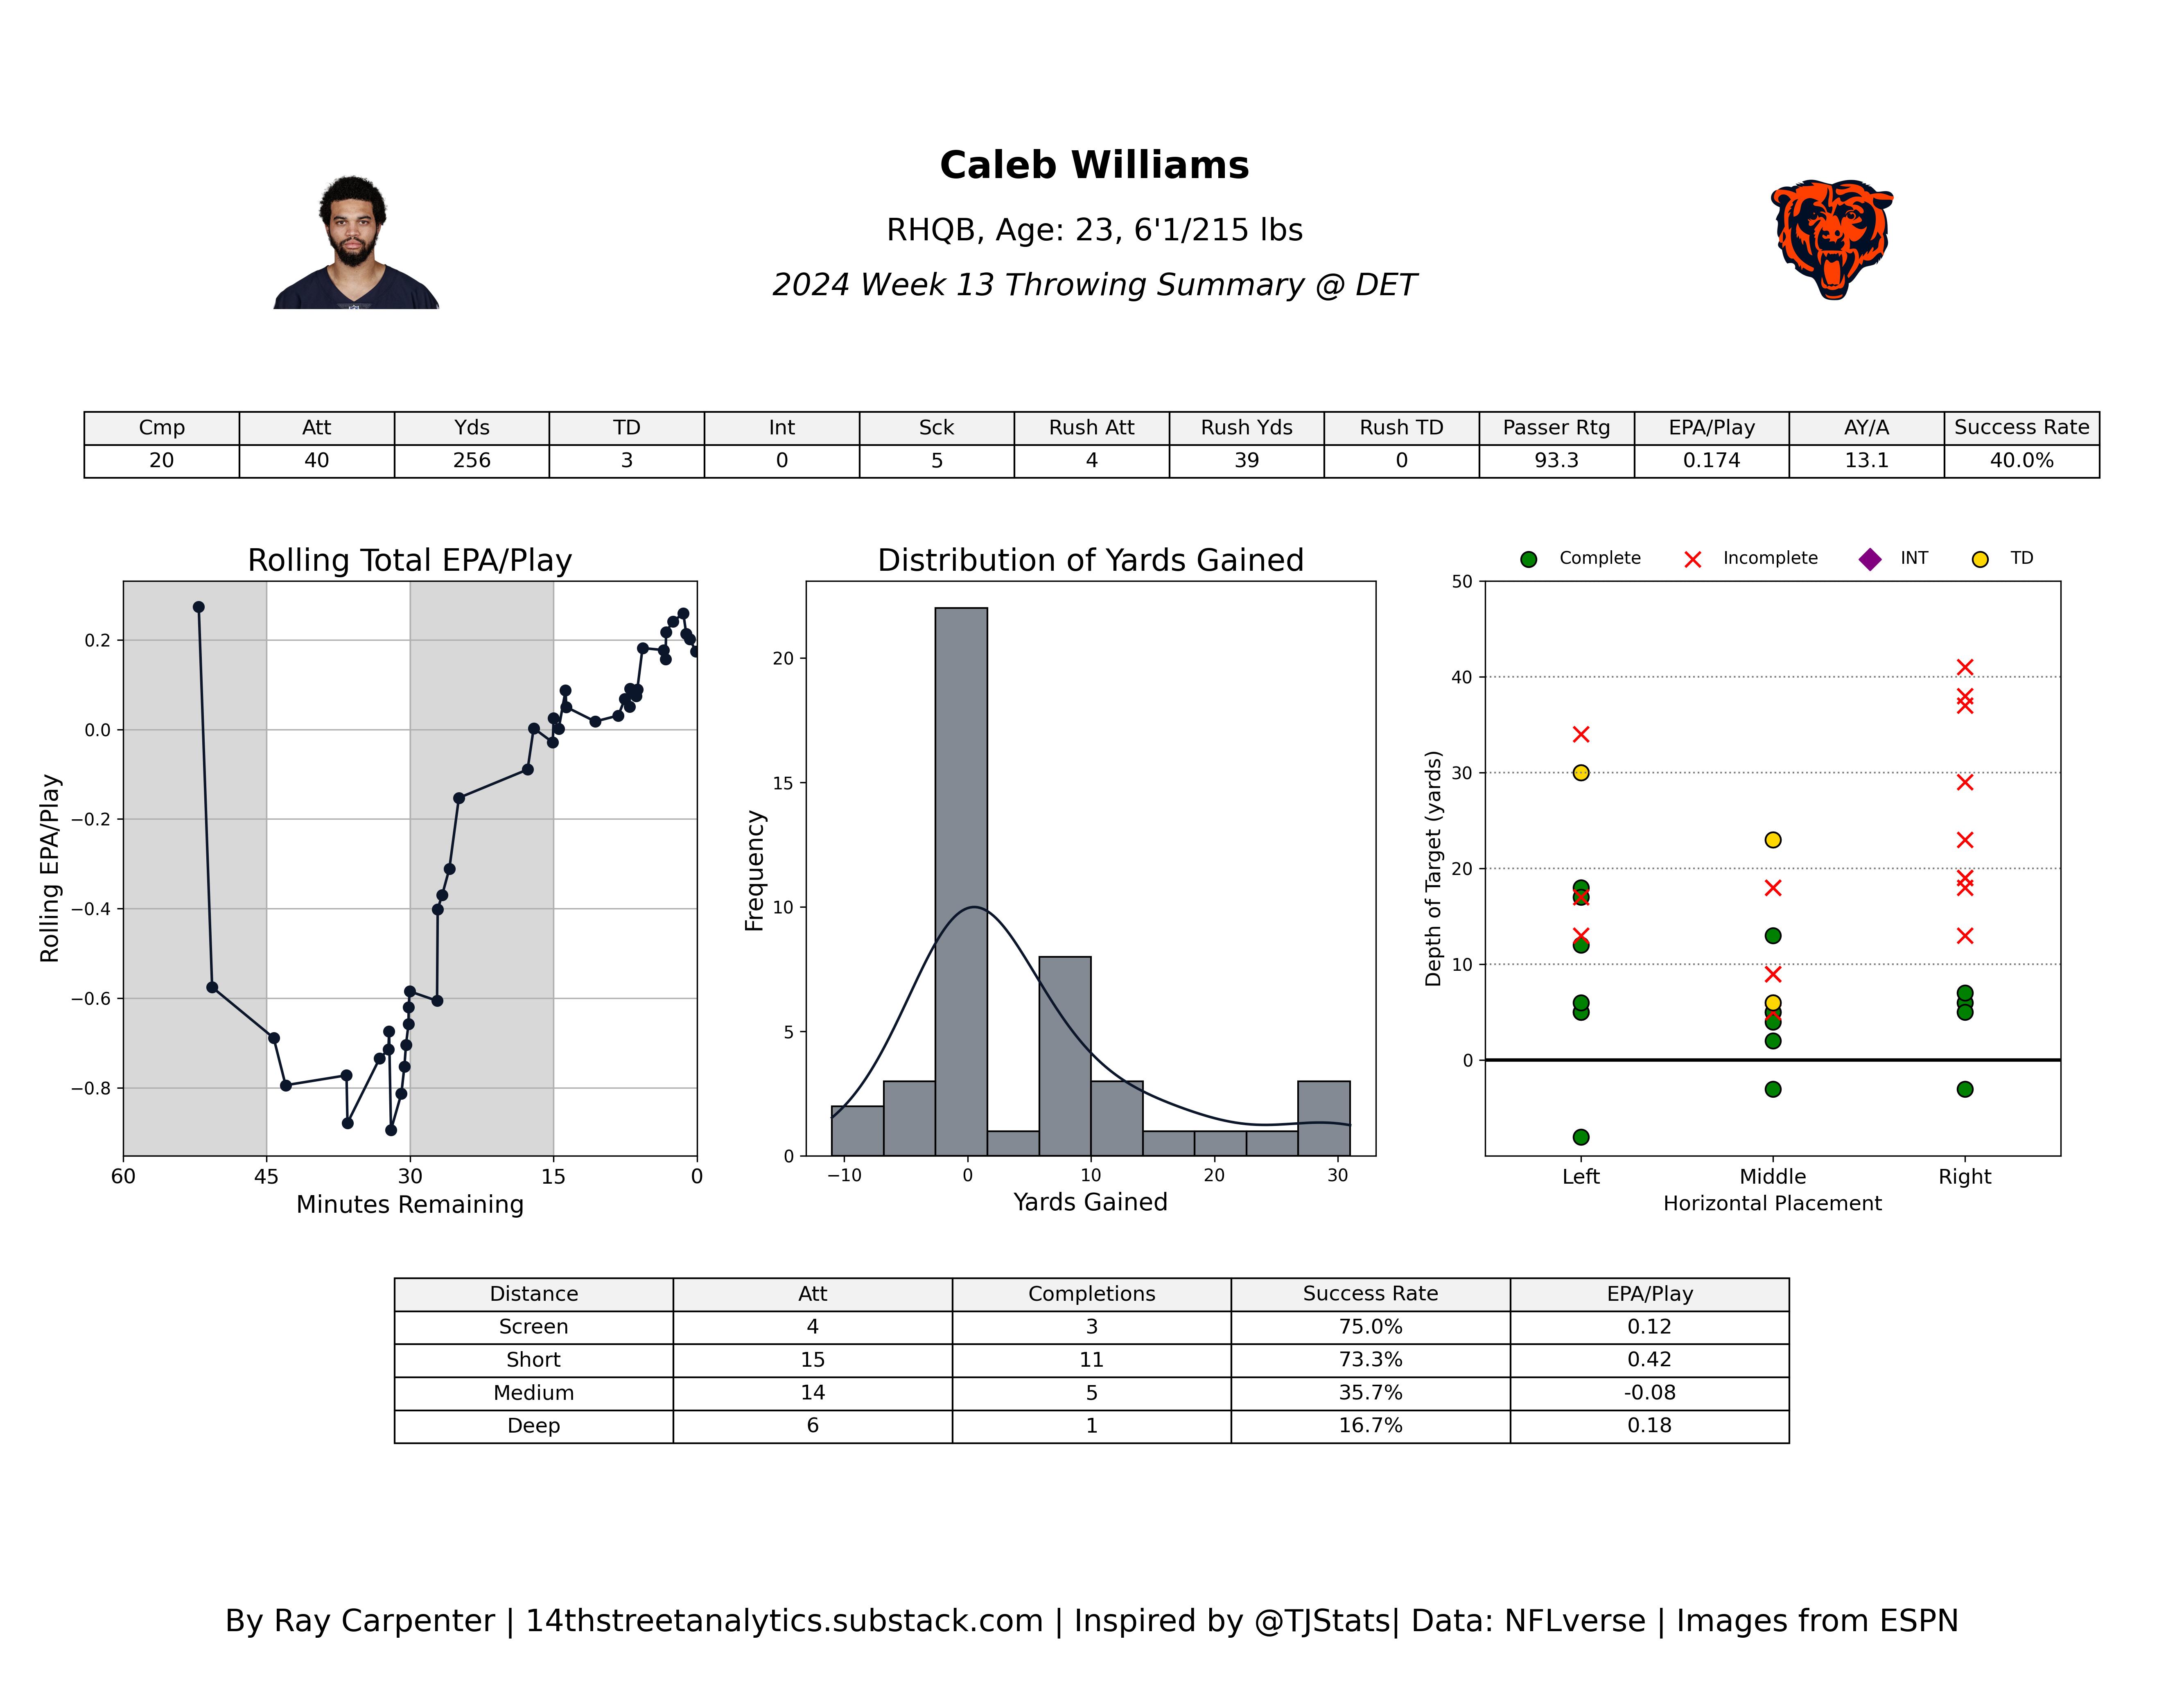 Caleb Williams
RHQB, Age: 23, 6'1/215 lbs
2024 Week 13 Throwing Summary @ DET
Cmp Att Yds TD Int Sck Rush Att Rush Yds Rush TD Passer Rtg EPA/Play AY/A Success Rate
20 40 256 3 0 5 4 39 0 93.3 0.174 13.1 40.0%
Rolling Total EPA/Play
Rolling EPA/Play
0.2
0.0
−0.2
−0.4
−0.6
−0.8
60 45 30 15 0
Minutes Remaining
Distribution of Yards Gained
Frequency
20
15
10
5
0
−10 0 10 20 30
Yards Gained
Complete Incomplete INT TD
Depth of Target (yards)
50
40
30
20
10
0
Left Middle Right
Horizontal Placement
Distance Att Completions Success Rate EPA/Play
Screen 4 3 75.0% 0.12
Short 15 11 73.3% 0.42
Medium 14 5 35.7% -0.08
Deep 6 1 16.7% 0.18
By Ray Carpenter | 14thstreetanalytics.substack.com | Inspired by @TJStats| Data: NFLverse | Images from ESPN